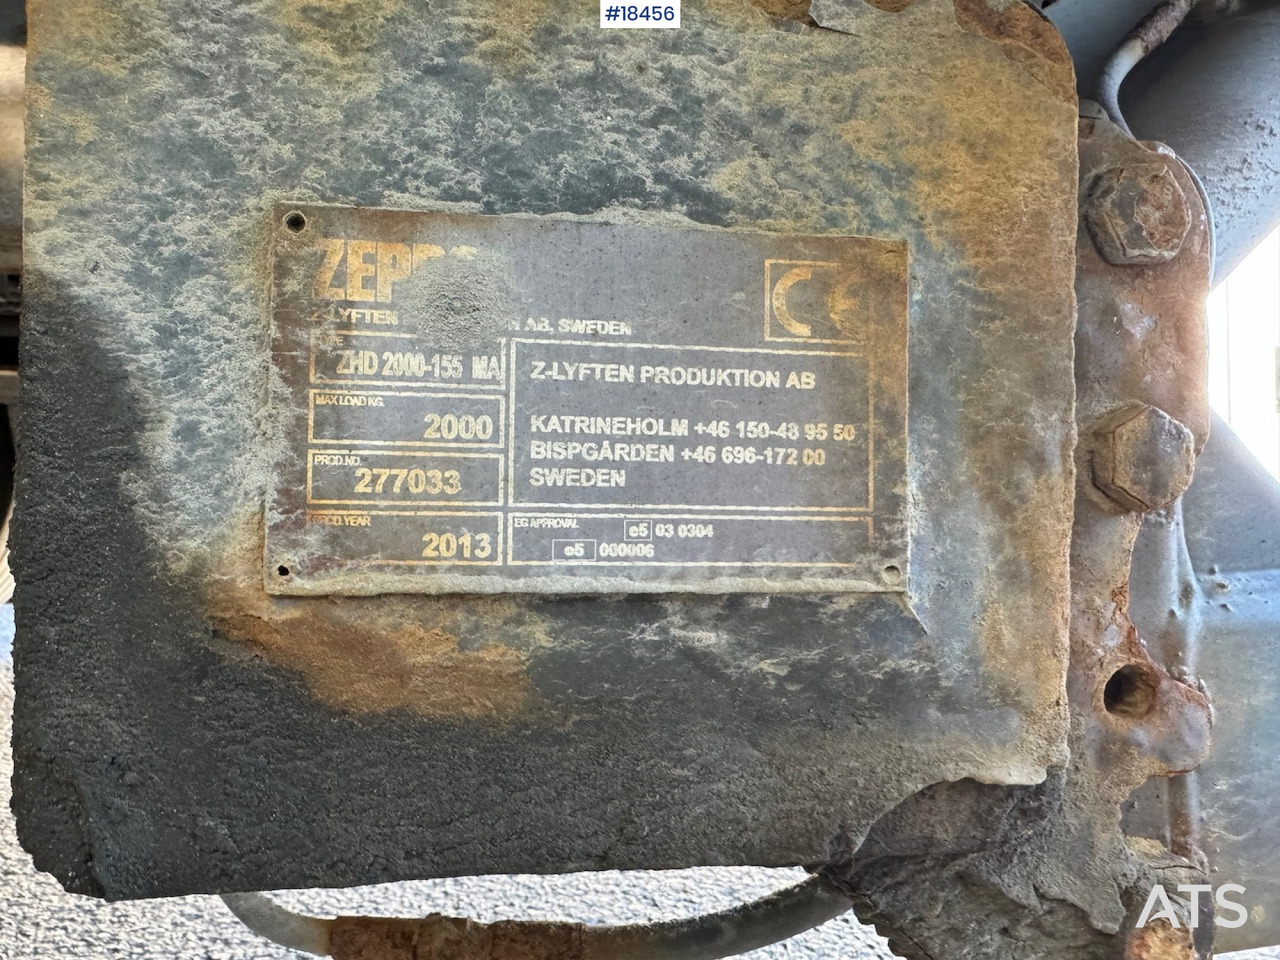 #18456
Z-LYFTEN AB, SWEDEN
ZHD 2000-155 MA
MAX LOAD KG.
2000
PROD.NO.
277033
PROD.YEAR
2013
Z-LYFTEN PRODUKTION AB
KATRINEHOLM +46 150-48 95 50
BISPGÅRDEN +46 696-172 00
SWEDEN
EG APPROVAL
e5 03 0304
e5 000006
CE
ATS